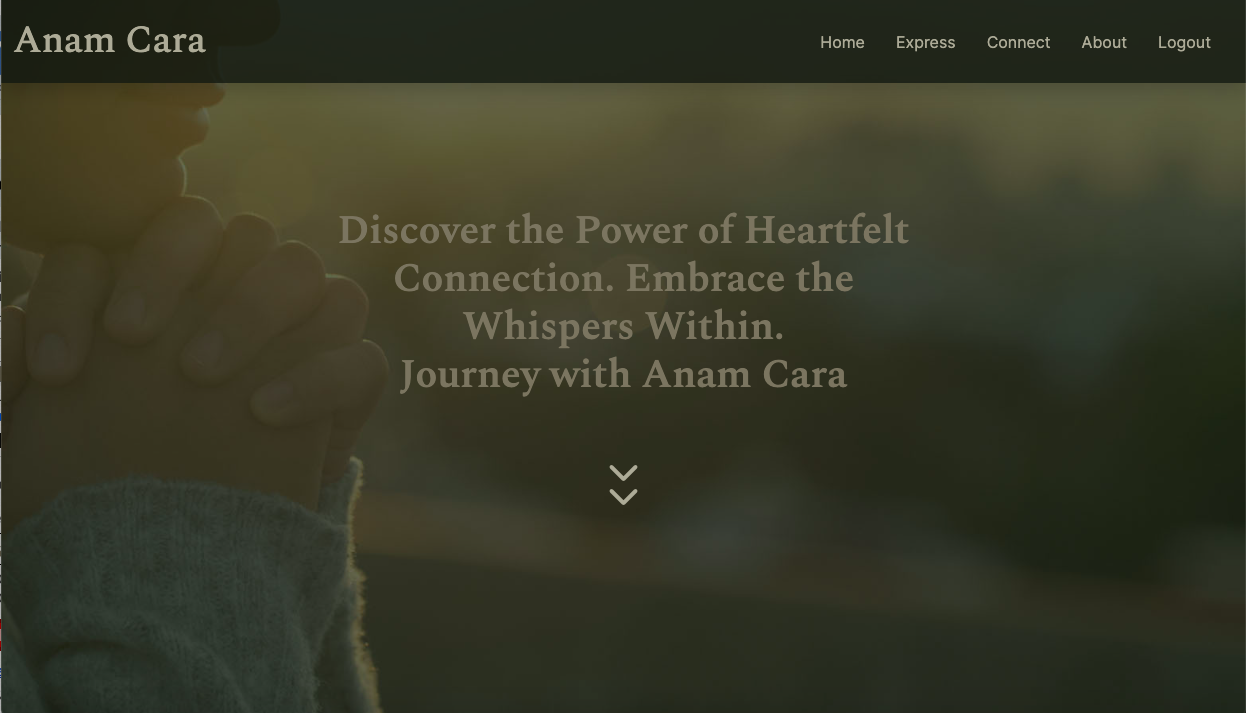 Anam Cara
Home Express Connect About Logout
Discover the Power of Heartfelt
Connection. Embrace the
Whispers Within.
Journey with Anam Cara